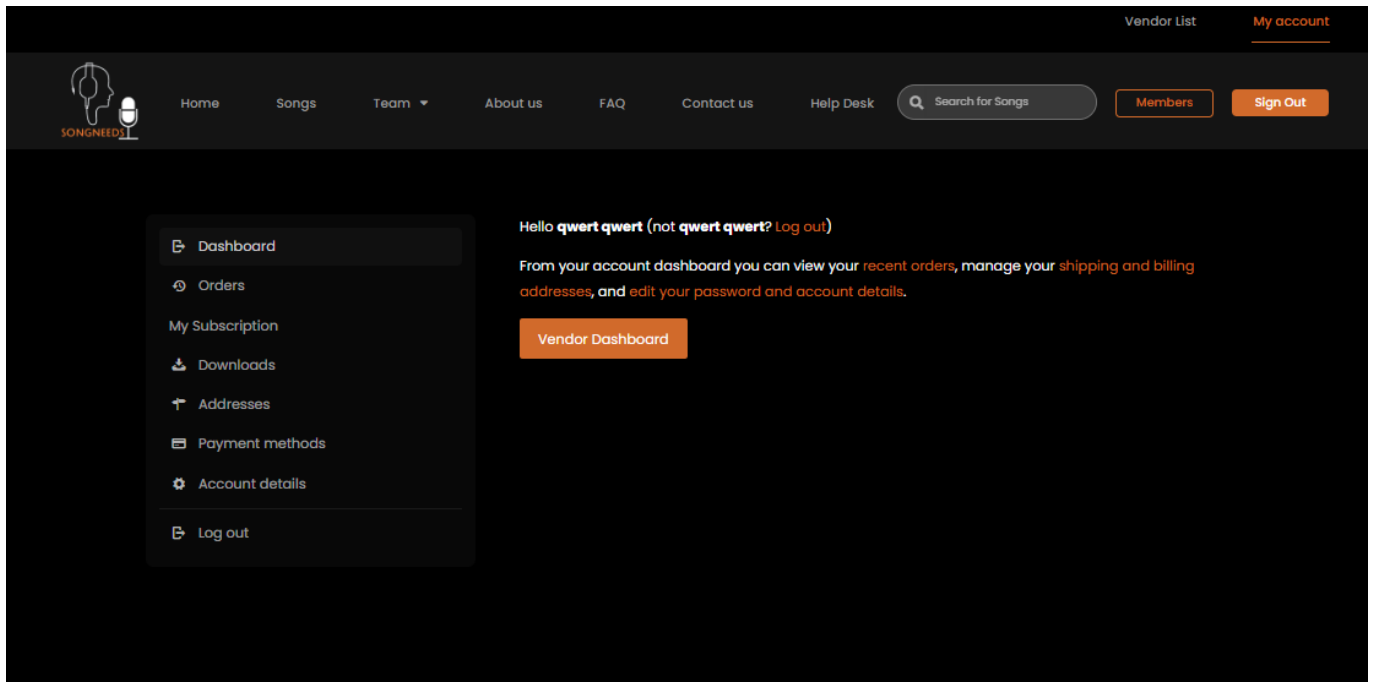 Vendor List My account
SONGNEEDS
Home Songs Team About us FAQ Contact us Help Desk Search for Songs Members Sign Out
Dashboard
Orders
My Subscription
Downloads
Addresses
Payment methods
Account details
Log out
Hello qwert qwert (not qwert qwert? Log out)
From your account dashboard you can view your recent orders, manage your shipping and billing
addresses, and edit your password and account details.
Vendor Dashboard